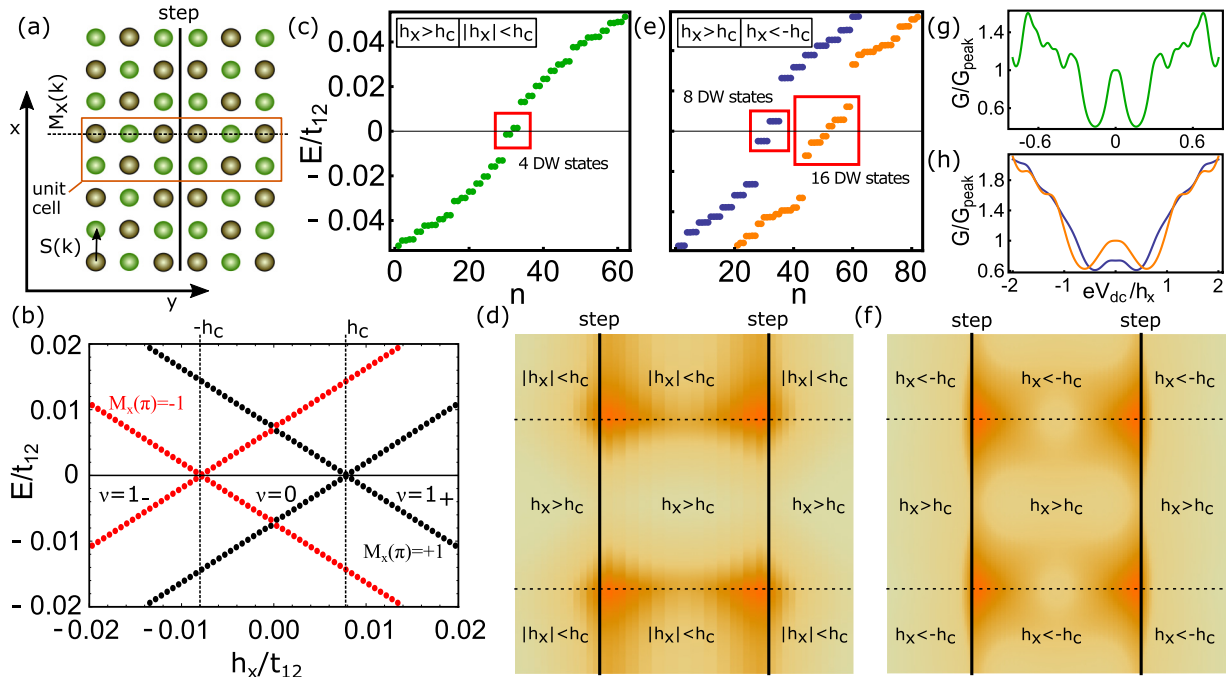 (a)
step
M_x(k)
x
unit
cell
S(k)
y
(b)
-h_c
h_c
E/t_12
0.02
0.01
0
- 0.01
- 0.02
M_x(π)=-1
ν=1_-
ν=0
ν=1_+
M_x(π)=+1
-0.02
-0.01
0.00
0.01
0.02
h_x/t_12
(c)
h_x>h_c |h_x|<h_c
E/t_12
0.04
0.02
0
- 0.02
- 0.04
4 DW states
0
20
40
60
n
(e)
h_x>h_c h_x<-h_c
8 DW states
16 DW states
0
20
40
60
80
n
(g)
G/G_peak
1.4
1
0.6
-0.6
0
0.6
(h)
G/G_peak
1.8
1.4
1
0.6
-2
-1
0
1
2
eV_dc/h_x
(d)
step
step
|h_x|<h_c |h_x|<h_c |h_x|<h_c
h_x>h_c h_x>h_c h_x>h_c
|h_x|<h_c |h_x|<h_c |h_x|<h_c
(f)
step
step
h_x<-h_c h_x<-h_c h_x<-h_c
h_x>h_c h_x>h_c h_x>h_c
h_x<-h_c h_x<-h_c h_x<-h_c